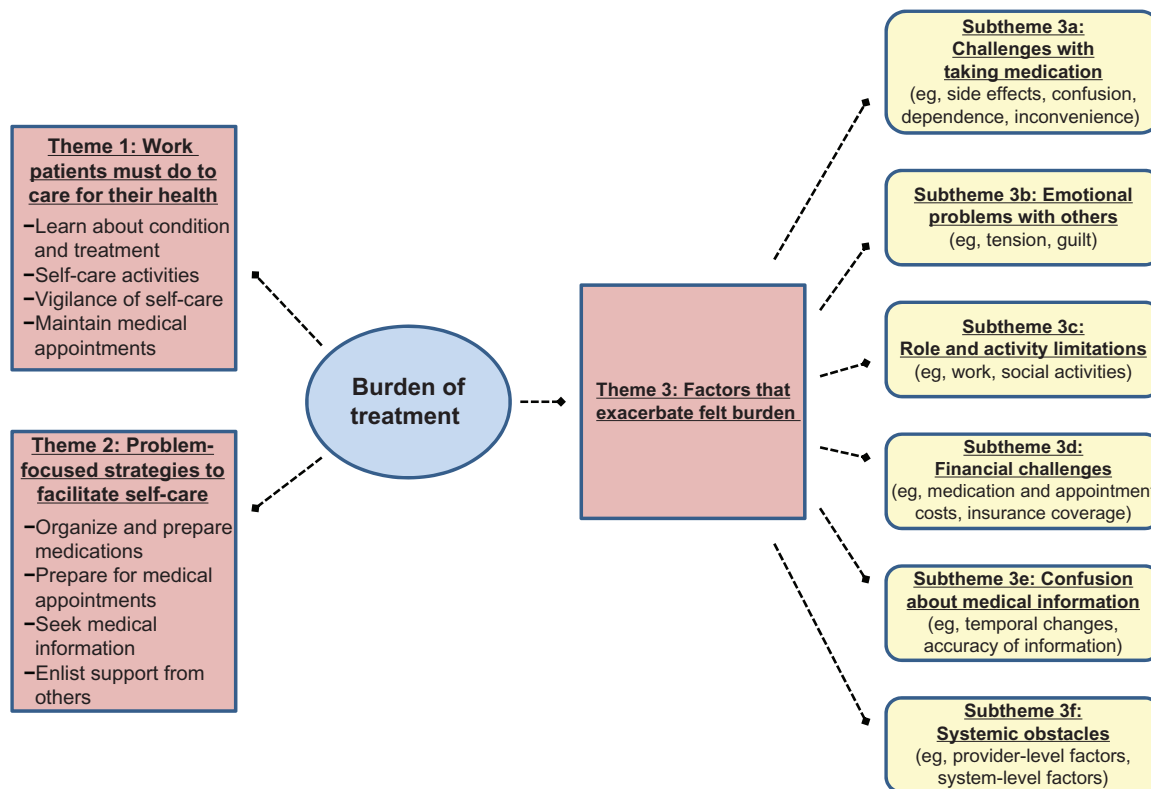 Theme 1: Work
patients must do to
care for their health
−Learn about condition
and treatment
−Self-care activities
−Vigilance of self-care
−Maintain medical
appointments
Theme 2: Problem-
focused strategies to
facilitate self-care
−Organize and prepare
medications
−Prepare for medical
appointments
−Seek medical
information
−Enlist support from
others
Burden of
treatment
Theme 3: Factors that
exacerbate felt burden
Subtheme 3a:
Challenges with
taking medication
(eg, side effects, confusion,
dependence, inconvenience)
Subtheme 3b: Emotional
problems with others
(eg, tension, guilt)
Subtheme 3c:
Role and activity limitations
(eg, work, social activities)
Subtheme 3d:
Financial challenges
(eg, medication and appointment
costs, insurance coverage)
Subtheme 3e: Confusion
about medical information
(eg, temporal changes,
accuracy of information)
Subtheme 3f:
Systemic obstacles
(eg, provider-level factors,
system-level factors)